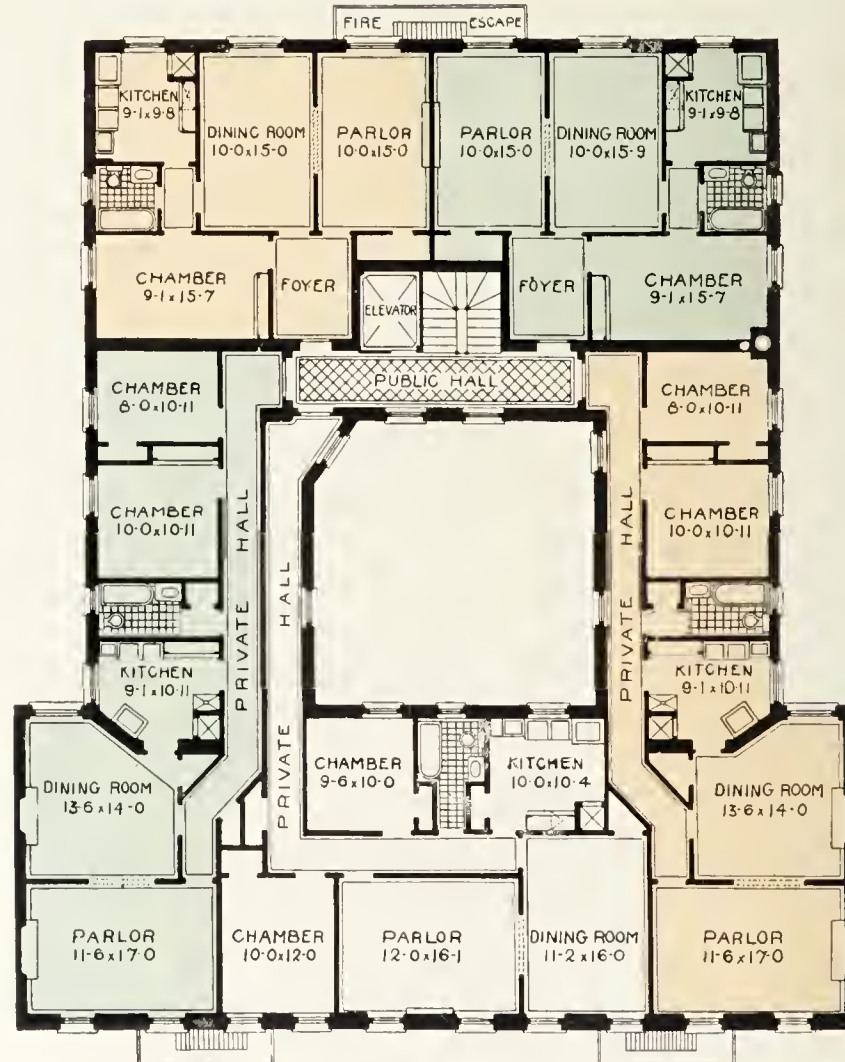 FIRE ESCAPE
KITCHEN
9-1x9-8
DINING ROOM
10-0x15-0
PARLOR
10-0x15-0
PARLOR
10-0x15-0
DINING ROOM
10-0x15-9
KITCHEN
9-1x9-8
CHAMBER
9-1x15-7
FOYER
ELEVATOR
FOYER
CHAMBER
9-1x15-7
PUBLIC HALL
CHAMBER
8-0x10-11
CHAMBER
8-0x10-11
CHAMBER
10-0x10-11
CHAMBER
10-0x10-11
PRIVATE HALL
PRIVATE HALL
PRIVATE HALL
KITCHEN
9-1x10-11
KITCHEN
9-1x10-11
DINING ROOM
13-6x14-0
CHAMBER
9-6x10-0
KITCHEN
10-0x10-4
DINING ROOM
13-6x14-0
PARLOR
11-6x17-0
CHAMBER
10-0x12-0
PARLOR
12-0x16-1
DINING ROOM
11-2x16-0
PARLOR
11-6x17-0